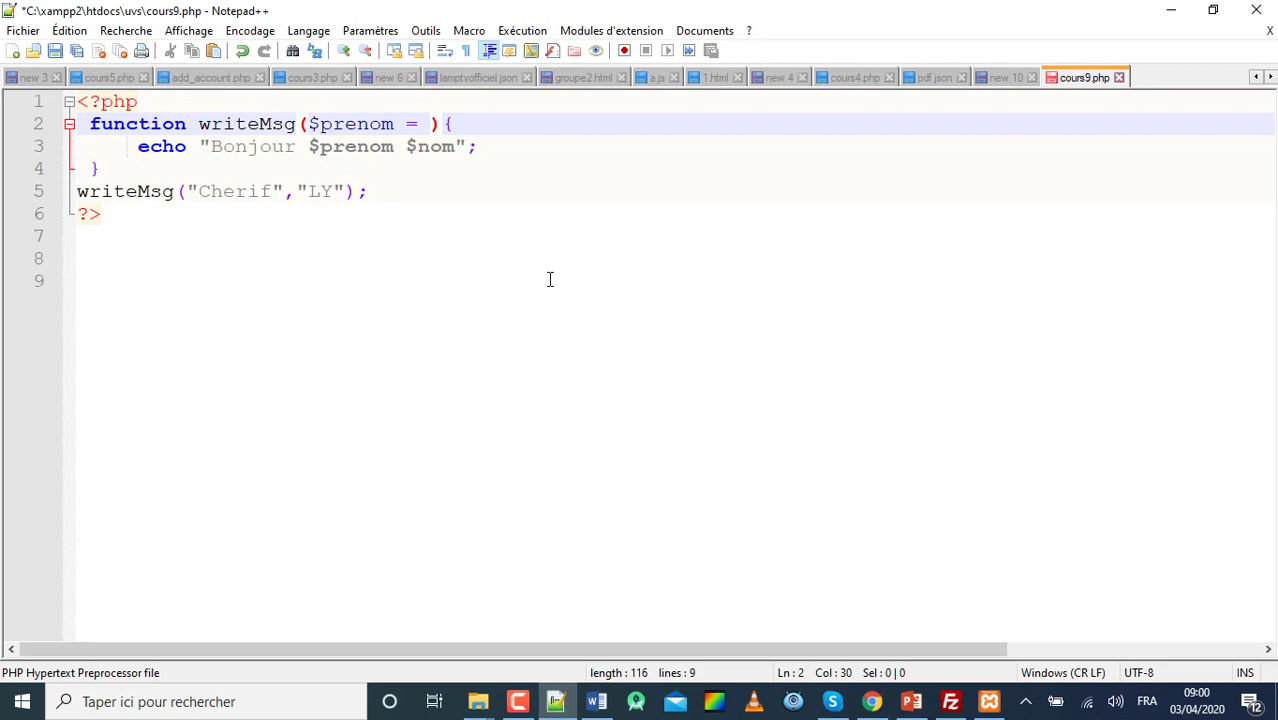 *C:\xampp2\htdocs\uvs\cours9.php - Notepad++
Fichier Édition Recherche Affichage Encodage Langage Paramètres Outils Macro Exécution Modules d'extension Documents ? X
new 3 cours5.php add_account.php cours3.php new 6 lamptvofficiel.json groupe2.html a.js 1.html new 4 cours4.php pdf.json new 10 cours9.php
1 <?php
2 function writeMsg($prenom = ){
3 echo "Bonjour $prenom $nom";
4 }
5 writeMsg("Cherif","LY");
6 ?>
7
8
9
PHP Hypertext Preprocessor file length : 116 lines : 9 Ln : 2 Col : 30 Sel : 0 | 0 Windows (CR LF) UTF-8 INS
Taper ici pour rechercher FRA 09:00
03/04/2020 12